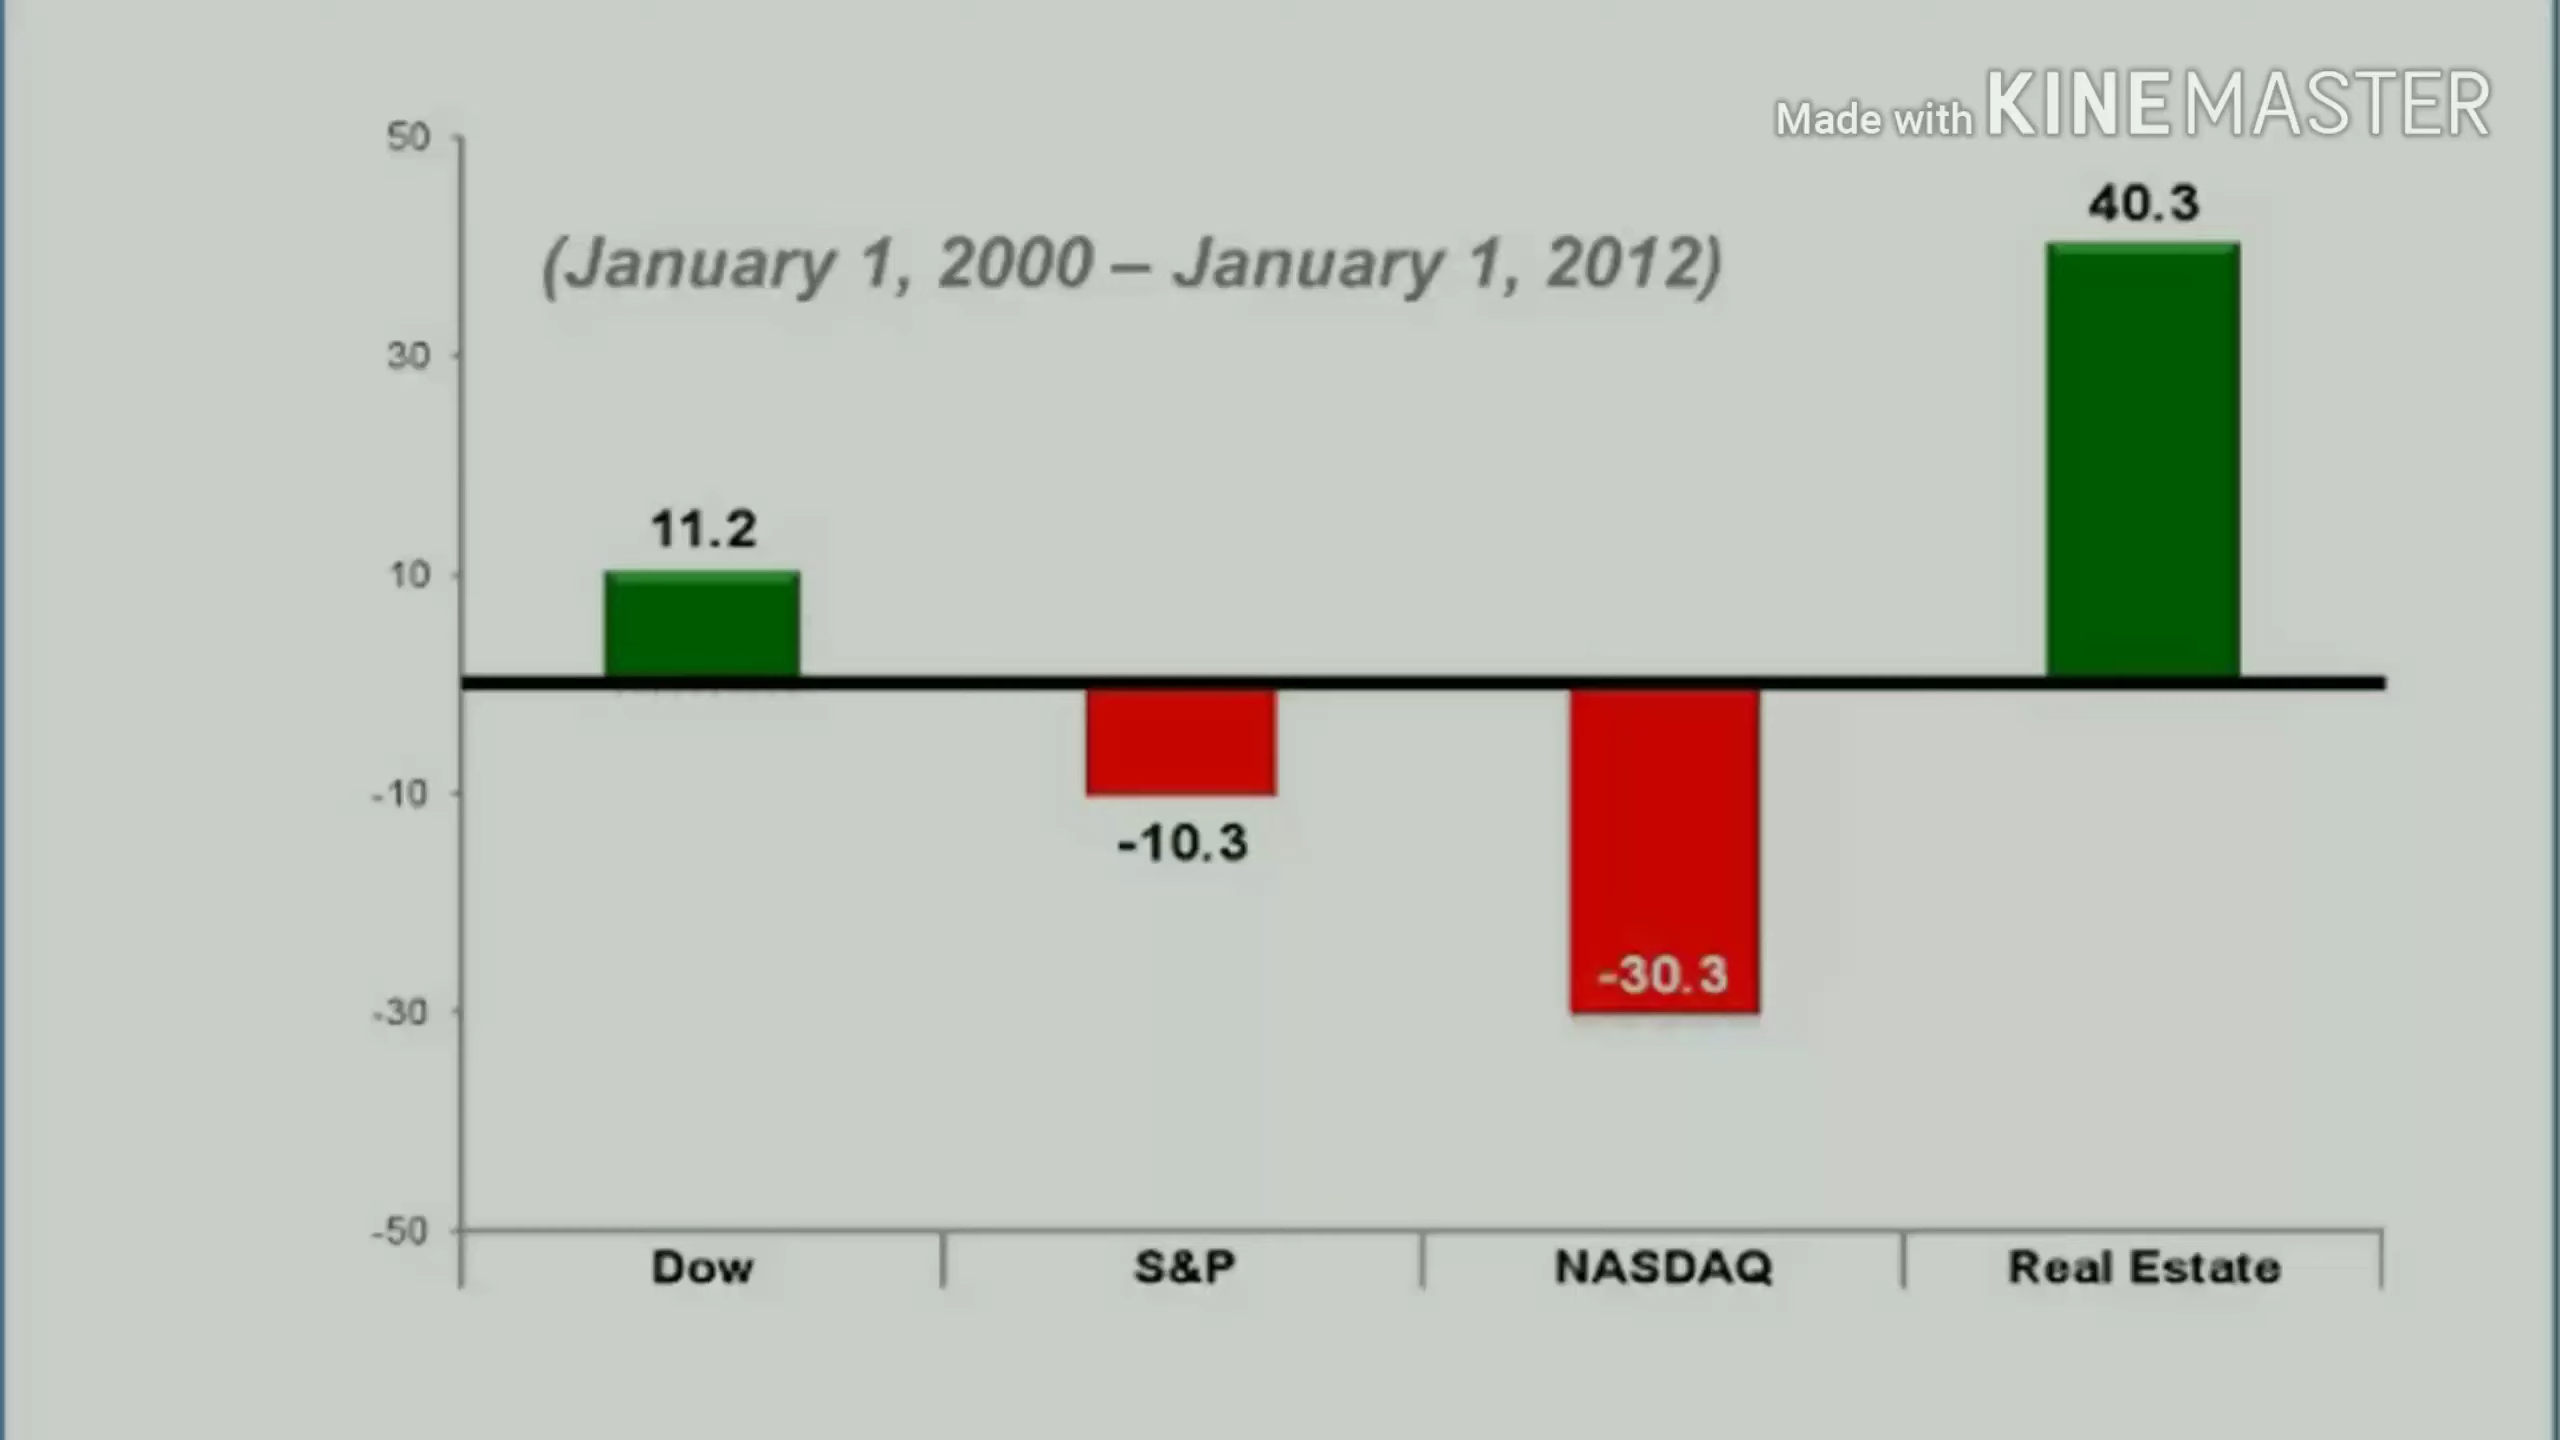 Made with KINEMASTER
50
40.3
(January 1, 2000 – January 1, 2012)
30
11.2
10
-10
-10.3
-30.3
-30
-50
Dow
S&P
NASDAQ
Real Estate